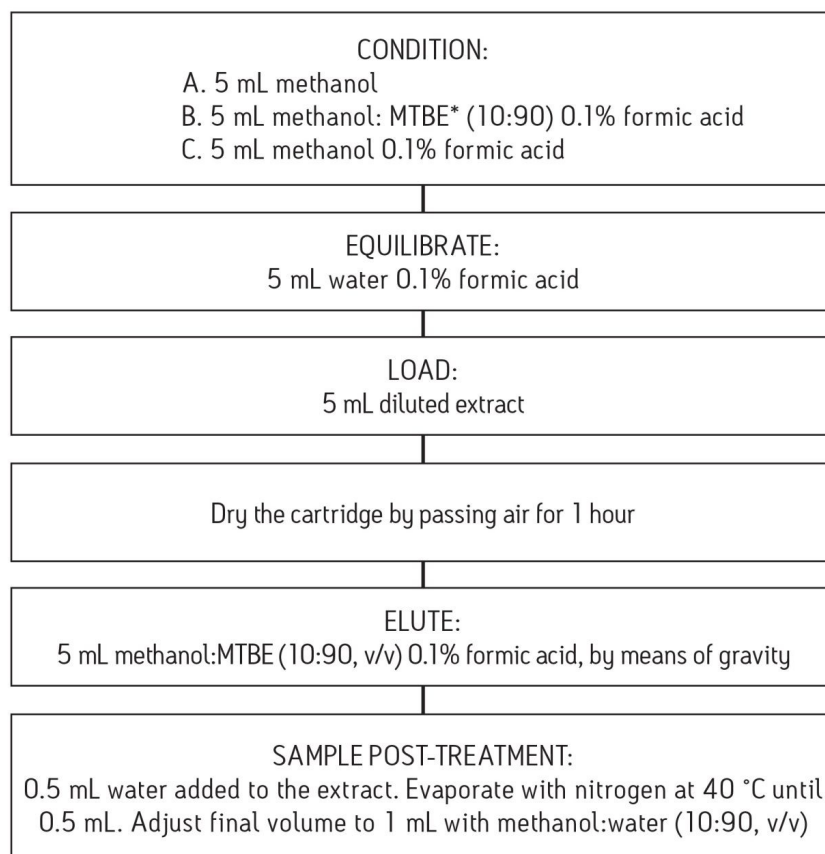 CONDITION:
A. 5 mL methanol
B. 5 mL methanol: MTBE* (10:90) 0.1% formic acid
C. 5 mL methanol 0.1% formic acid
EQUILIBRATE:
5 mL water 0.1% formic acid
LOAD:
5 mL diluted extract
Dry the cartridge by passing air for 1 hour
ELUTE:
5 mL methanol:MTBE (10:90, v/v) 0.1% formic acid, by means of gravity
SAMPLE POST-TREATMENT:
0.5 mL water added to the extract. Evaporate with nitrogen at 40 °C until
0.5 mL. Adjust final volume to 1 mL with methanol:water (10:90, v/v)